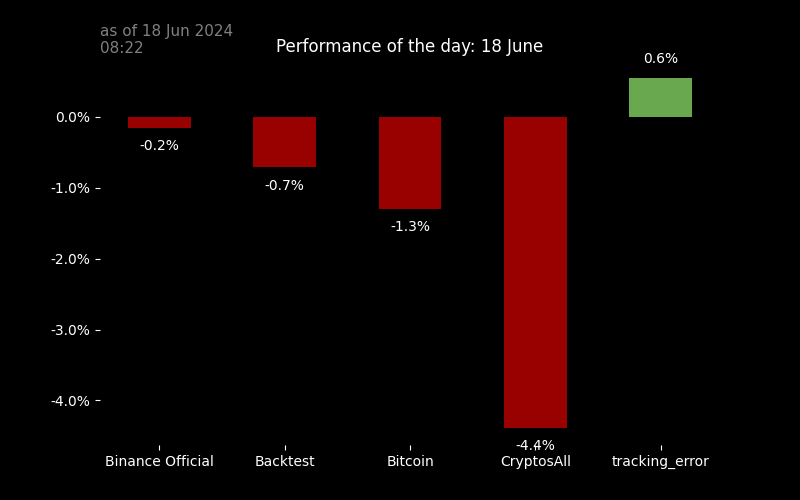 as of 18 Jun 2024
08:22
Performance of the day: 18 June
0.6%
0.0%
-0.2%
-0.7%
-1.0%
-1.3%
-2.0%
-3.0%
-4.0%
-4.4%
Binance Official
Backtest
Bitcoin
CryptosAll
tracking_error